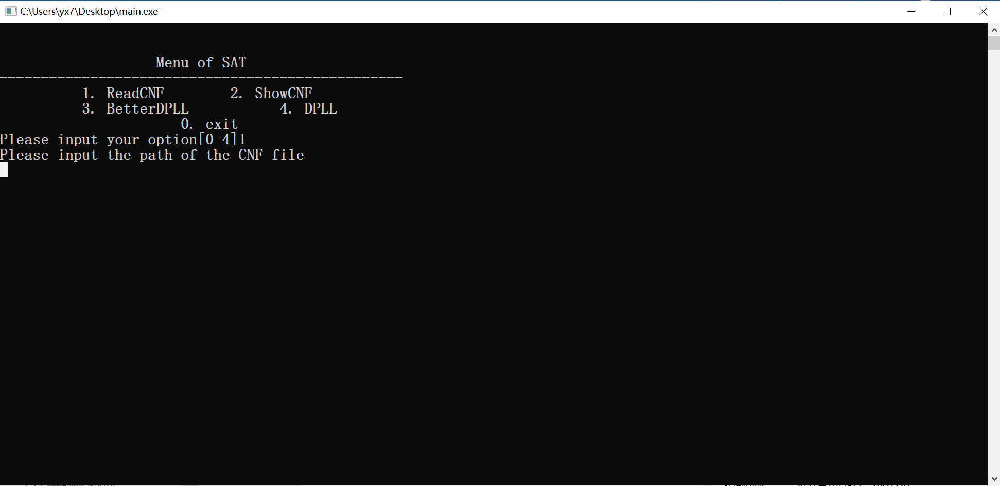 C:\Users\yx7\Desktop\main.exe
Menu of SAT
-------------------------------------------------
1. ReadCNF 2. ShowCNF
3. BetterDPLL 4. DPLL
0. exit
Please input your option[0-4]1
Please input the path of the CNF file